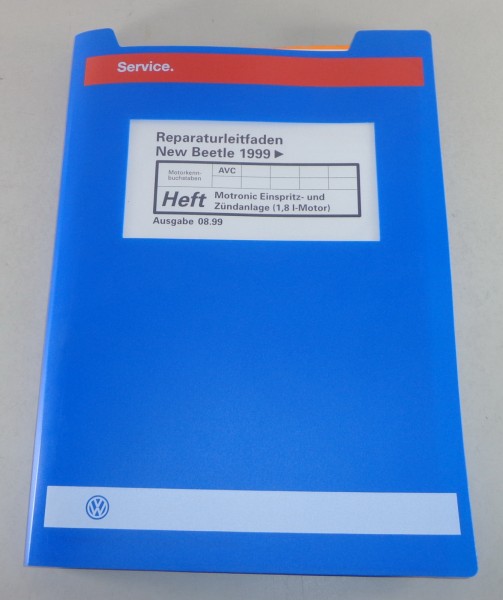 Service.
Reparaturleitfaden
New Beetle 1999 ►
Motorkenn-
buchstaben
AVC
Heft
Motronic Einspritz- und
Zündanlage (1,8 l-Motor)
Ausgabe 08.99